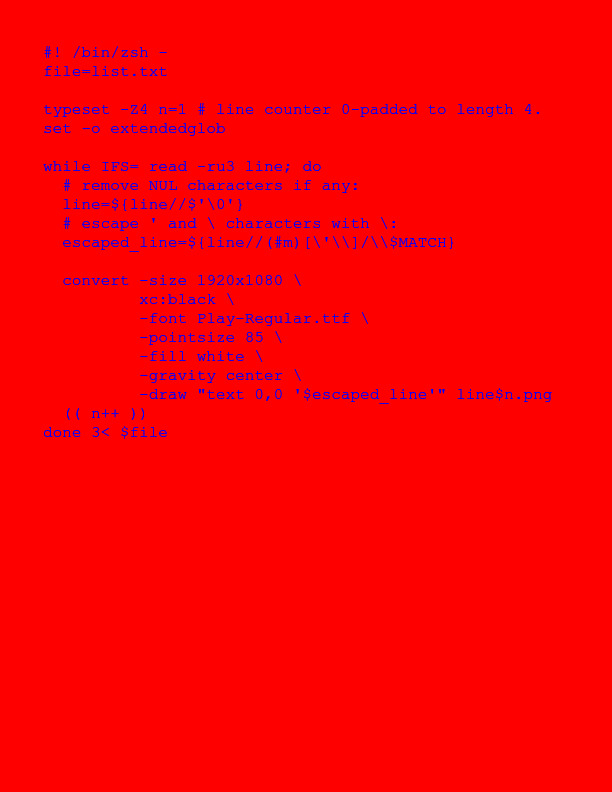 #! /bin/zsh -
file=list.txt
typeset -Z4 n=1 # line counter 0-padded to length 4.
set -o extendedglob
while IFS= read -ru3 line; do
  # remove NUL characters if any:
  line=${line//$'\0'}
  # escape ' and \ characters with \:
  escaped_line=${line//(#m)[\'\\]/\\$MATCH}
  convert -size 1920x1080 \
          xc:black \
          -font Play-Regular.ttf \
          -pointsize 85 \
          -fill white \
          -gravity center \
          -draw "text 0,0 '$escaped_line'" line$n.png
  (( n++ ))
done 3< $file